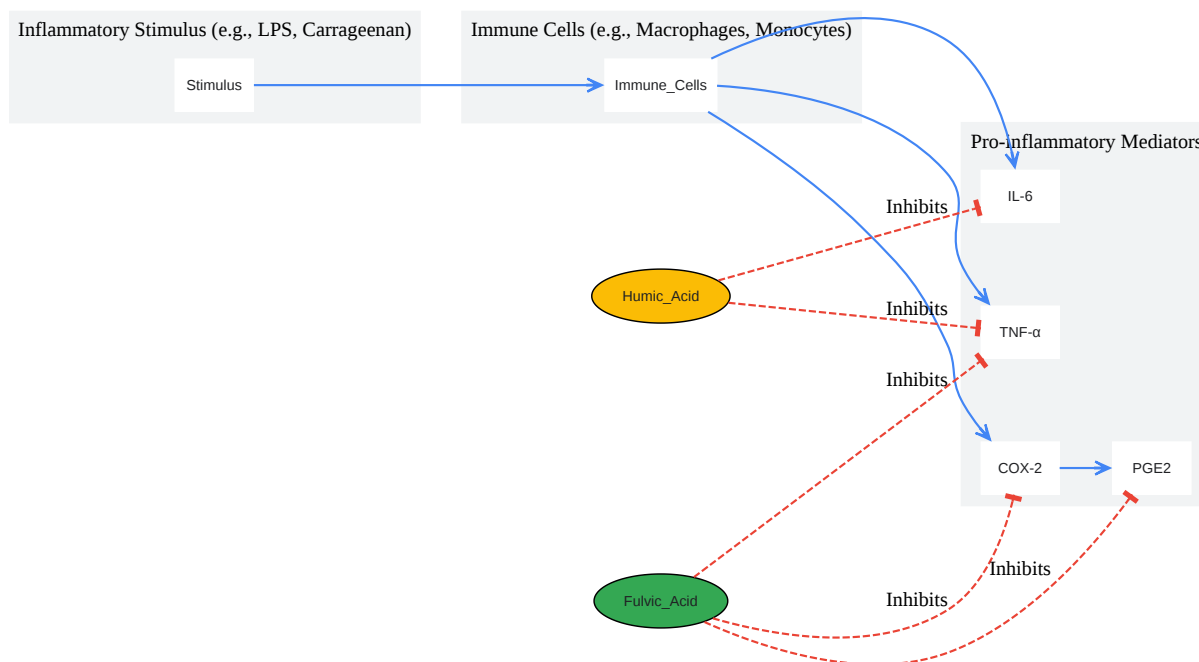 Inflammatory Stimulus (e.g., LPS, Carrageenan)
Immune Cells (e.g., Macrophages, Monocytes)
Stimulus
Immune_Cells
Pro-inflammatory Mediators
IL-6
Inhibits
Humic_Acid
Inhibits
TNF-α
Inhibits
COX-2
PGE2
Inhibits
Fulvic_Acid
Inhibits